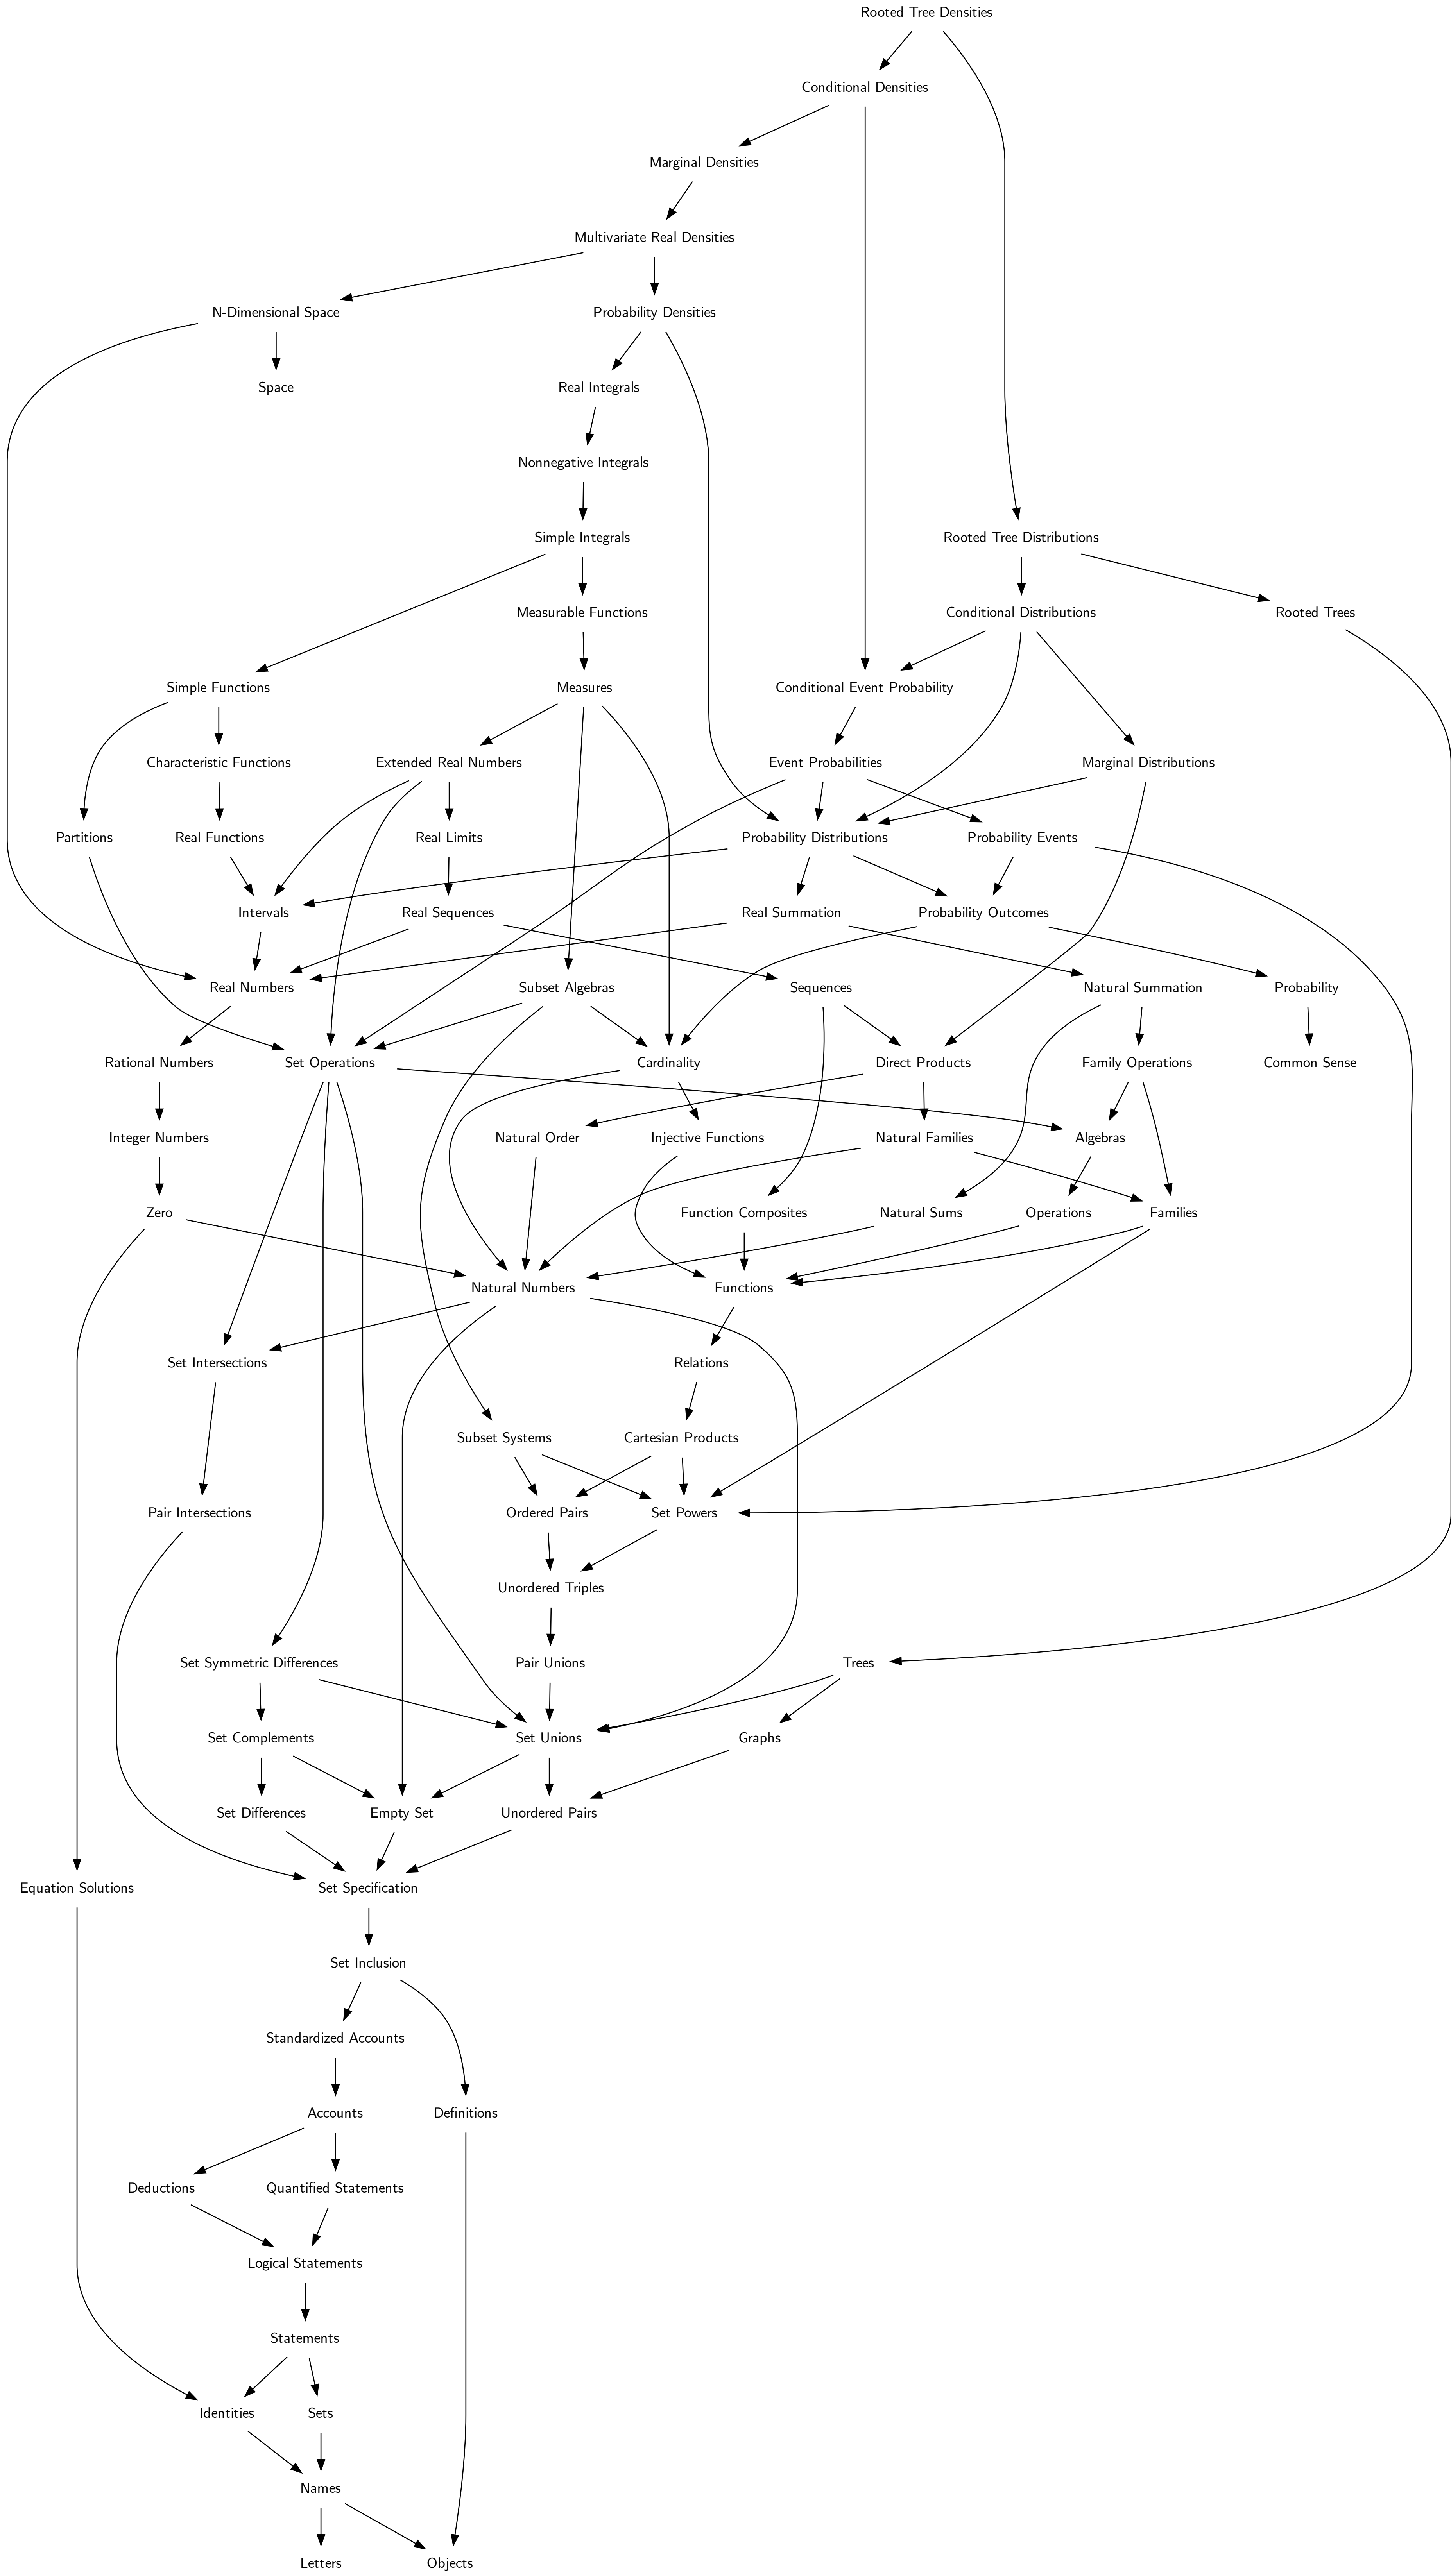 Rooted Tree Densities
Conditional Densities
Marginal Densities
Multivariate Real Densities
N-Dimensional Space
Probability Densities
Space
Real Integrals
Nonnegative Integrals
Simple Integrals
Rooted Tree Distributions
Measurable Functions
Conditional Distributions
Rooted Trees
Simple Functions
Measures
Conditional Event Probability
Characteristic Functions
Extended Real Numbers
Event Probabilities
Marginal Distributions
Partitions
Real Functions
Real Limits
Probability Distributions
Probability Events
Intervals
Real Sequences
Real Summation
Probability Outcomes
Real Numbers
Subset Algebras
Sequences
Natural Summation
Probability
Rational Numbers
Set Operations
Cardinality
Direct Products
Family Operations
Common Sense
Integer Numbers
Natural Order
Injective Functions
Natural Families
Algebras
Zero
Function Composites
Natural Sums
Operations
Families
Natural Numbers
Functions
Set Intersections
Relations
Subset Systems
Cartesian Products
Pair Intersections
Ordered Pairs
Set Powers
Unordered Triples
Set Symmetric Differences
Pair Unions
Trees
Set Complements
Set Unions
Graphs
Set Differences
Empty Set
Unordered Pairs
Equation Solutions
Set Specification
Set Inclusion
Standardized Accounts
Accounts
Definitions
Deductions
Quantified Statements
Logical Statements
Statements
Identities
Sets
Names
Letters
Objects